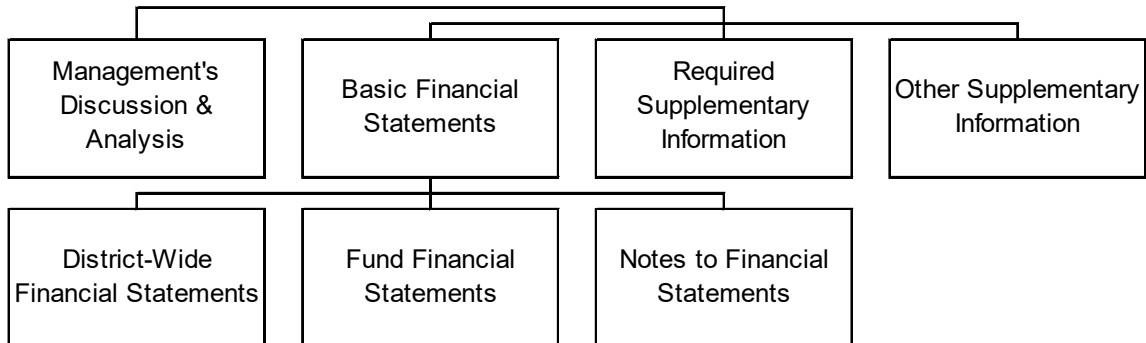 Management's
Discussion &
Analysis
Basic Financial
Statements
Required
Supplementary
Information
Other Supplementary
Information
District-Wide
Financial Statements
Fund Financial
Statements
Notes to Financial
Statements